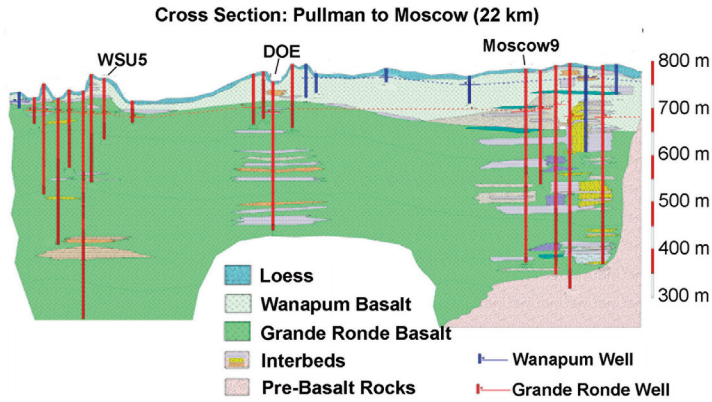 Cross Section: Pullman to Moscow (22 km)
WSU5
DOE
Moscow9
800 m
700 m
600 m
500 m
400 m
300 m
Loess
Wanapum Basalt
Grande Ronde Basalt
Interbeds
Pre-Basalt Rocks
Wanapum Well
Grande Ronde Well